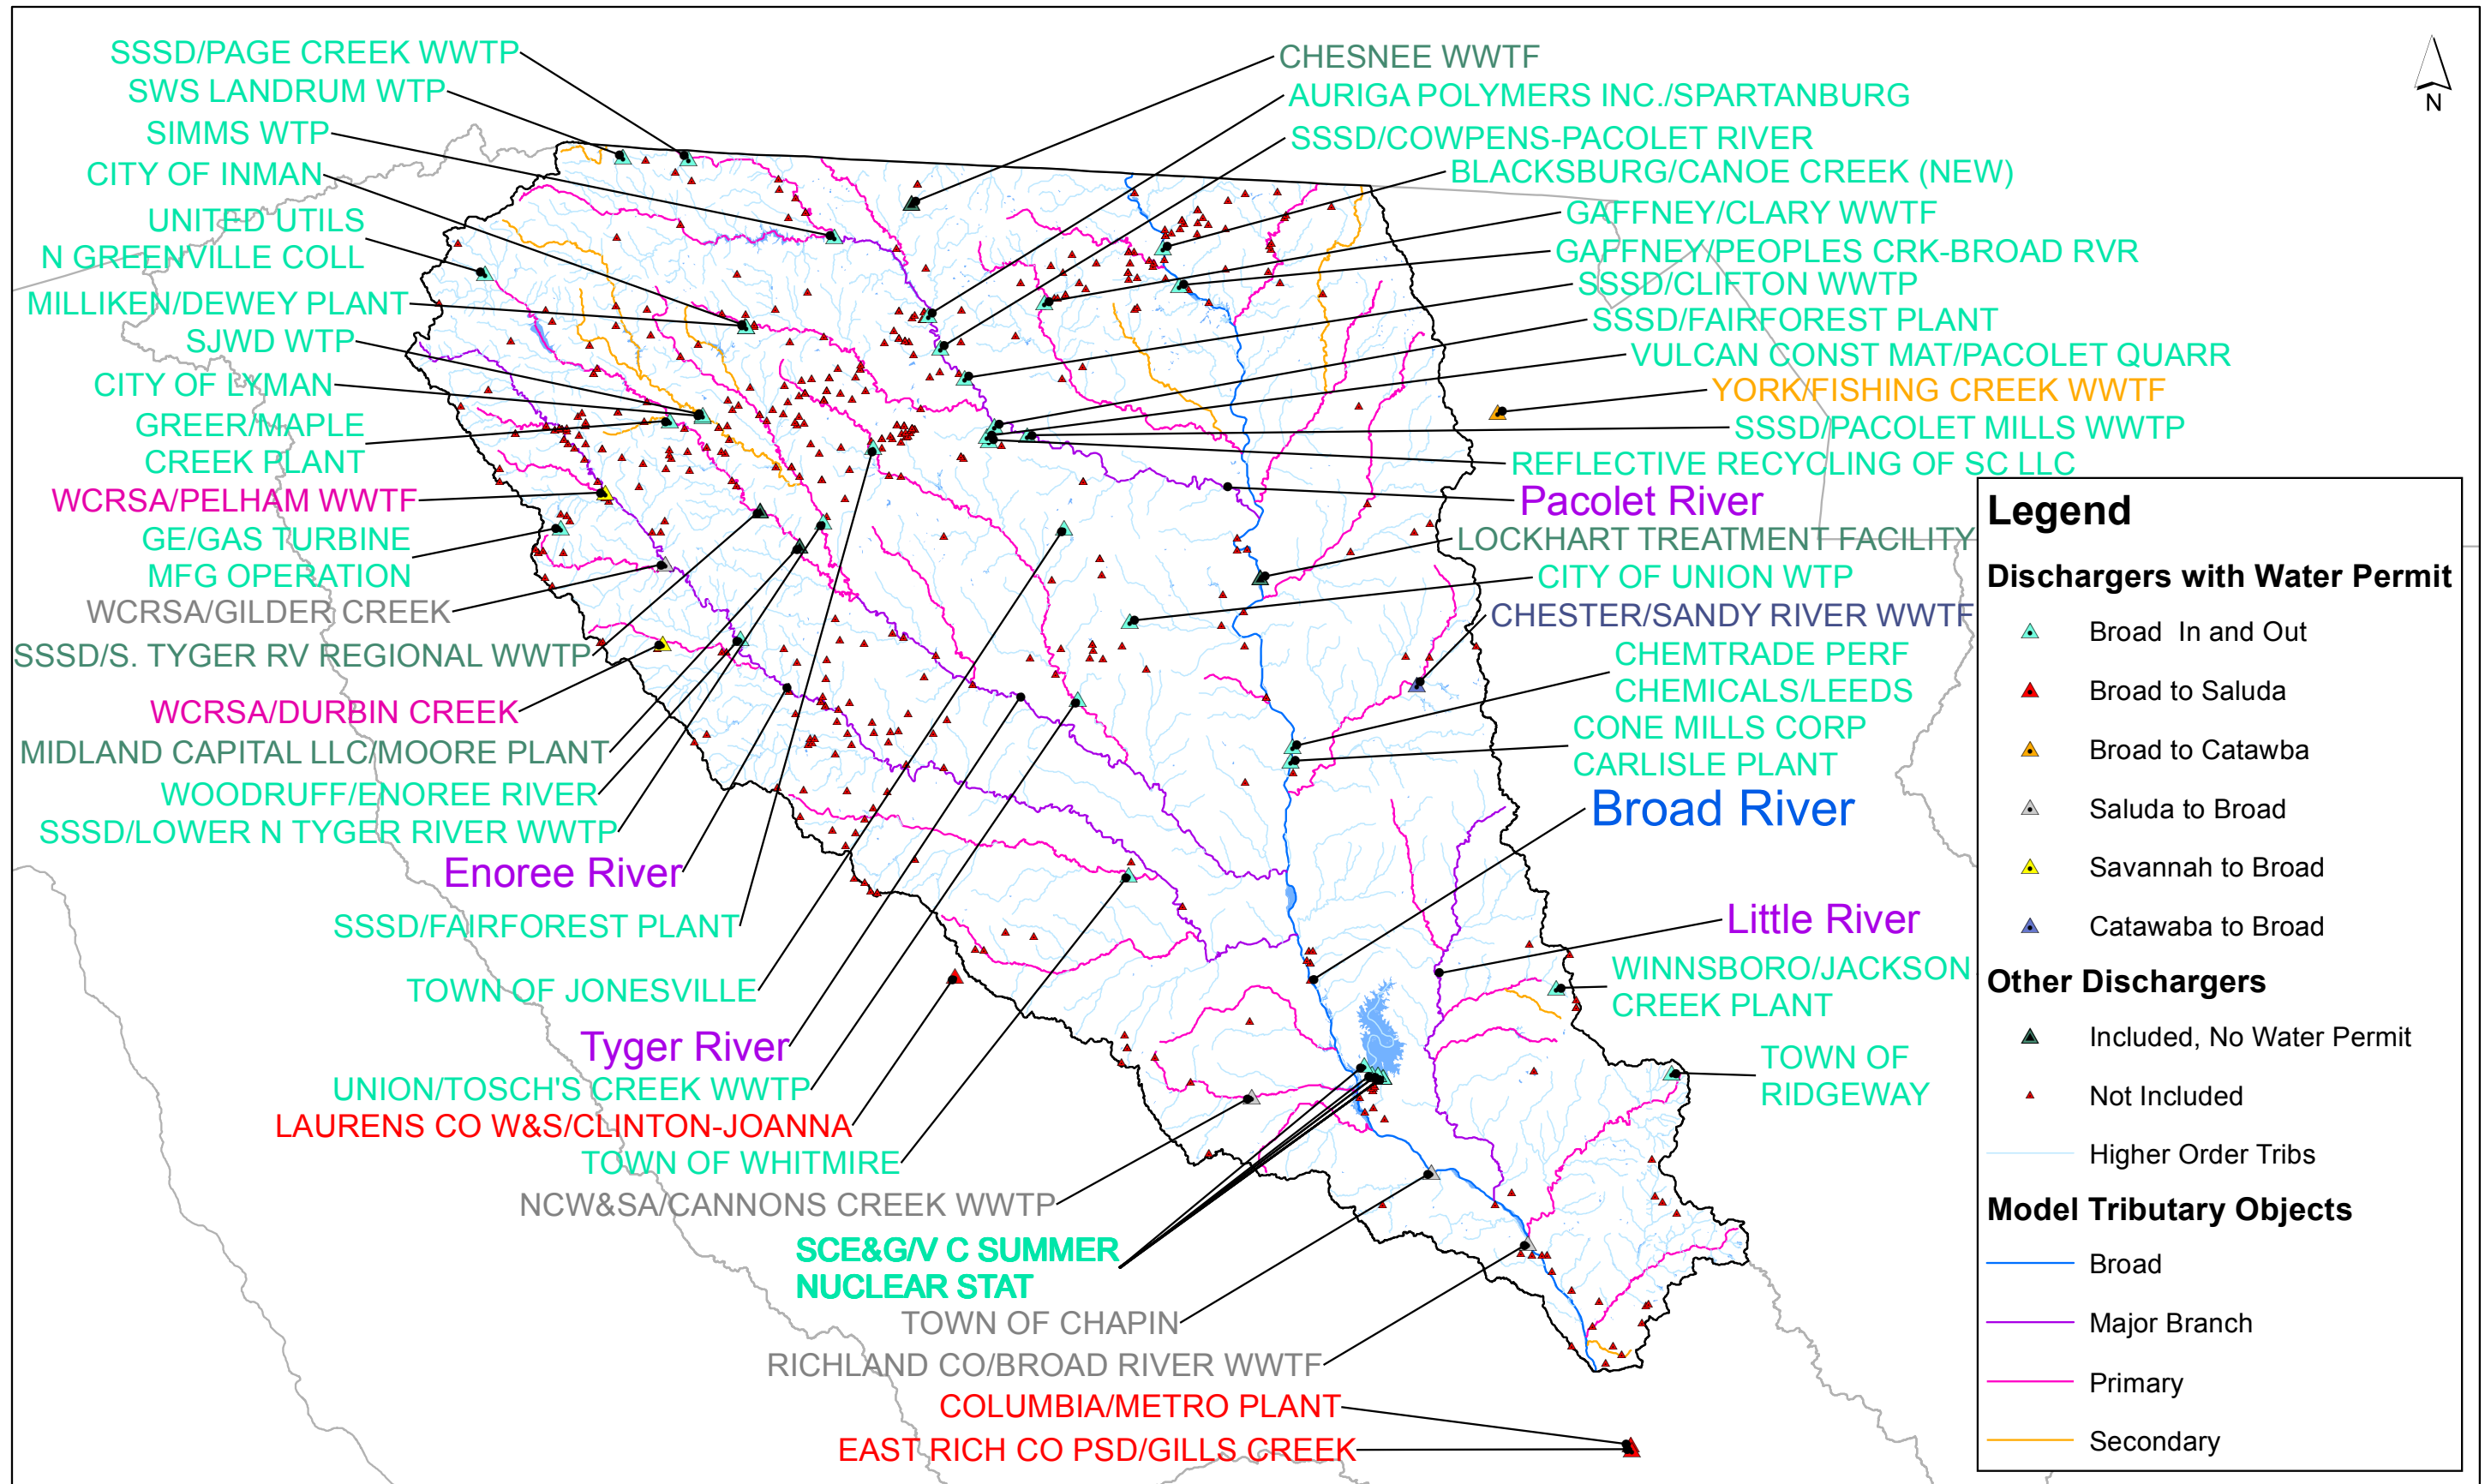 SSSD/PAGE CREEK WWTP
SWS LANDRUM WTP
SIMMS WTP
CITY OF INMAN
UNITED UTILS
N GREENVILLE COLL
MILLIKEN/DEWEY PLANT
SJWD WTP
CITY OF LYMAN
GREER/MAPLE
CREEK PLANT
WCRSA/PELHAM WWTF
GE/GAS TURBINE
MFG OPERATION
WCRSA/GILDER CREEK
SSSD/S. TYGER RV REGIONAL WWTP
WCRSA/DURBIN CREEK
MIDLAND CAPITAL LLC/MOORE PLANT
WOODRUFF/ENOREE RIVER
SSSD/LOWER N TYGER RIVER WWTP
Enoree River
SSSD/FAIRFOREST PLANT
TOWN OF JONESVILLE
Tyger River
UNION/TOSCH'S CREEK WWTP
LAURENS CO W&S/CLINTON-JOANNA
TOWN OF WHITMIRE
NCW&SA/CANNONS CREEK WWTP
SCE&G/V C SUMMER
NUCLEAR STAT
TOWN OF CHAPIN
RICHLAND CO/BROAD RIVER WWTF
COLUMBIA/METRO PLANT
EAST RICH CO PSD/GILLS CREEK
CHESNEE WWTF
AURIGA POLYMERS INC./SPARTANBURG
SSSD/COWPENS-PACOLET RIVER
BLACKSBURG/CANOE CREEK (NEW)
GAFFNEY/CLARY WWTF
GAFFNEY/PEOPLES CRK-BROAD RVR
SSSD/CLIFTON WWTP
SSSD/FAIRFOREST PLANT
VULCAN CONST MAT/PACOLET QUARR
YORK/FISHING CREEK WWTF
SSSD/PACOLET MILLS WWTP
REFLECTIVE RECYCLING OF SC LLC
Pacolet River
LOCKHART TREATMENT FACILITY
CITY OF UNION WTP
CHESTER/SANDY RIVER WWTF
CHEMTRADE PERF
CHEMICALS/LEEDS
CONE MILLS CORP
CARLISLE PLANT
Broad River
Little River
WINNSBORO/JACKSON
CREEK PLANT
TOWN OF
RIDGEWAY
N
Legend
Dischargers with Water Permit
Broad In and Out
Broad to Saluda
Broad to Catawba
Saluda to Broad
Savannah to Broad
Catawaba to Broad
Other Dischargers
Included, No Water Permit
Not Included
Higher Order Tribs
Model Tributary Objects
Broad
Major Branch
Primary
Secondary